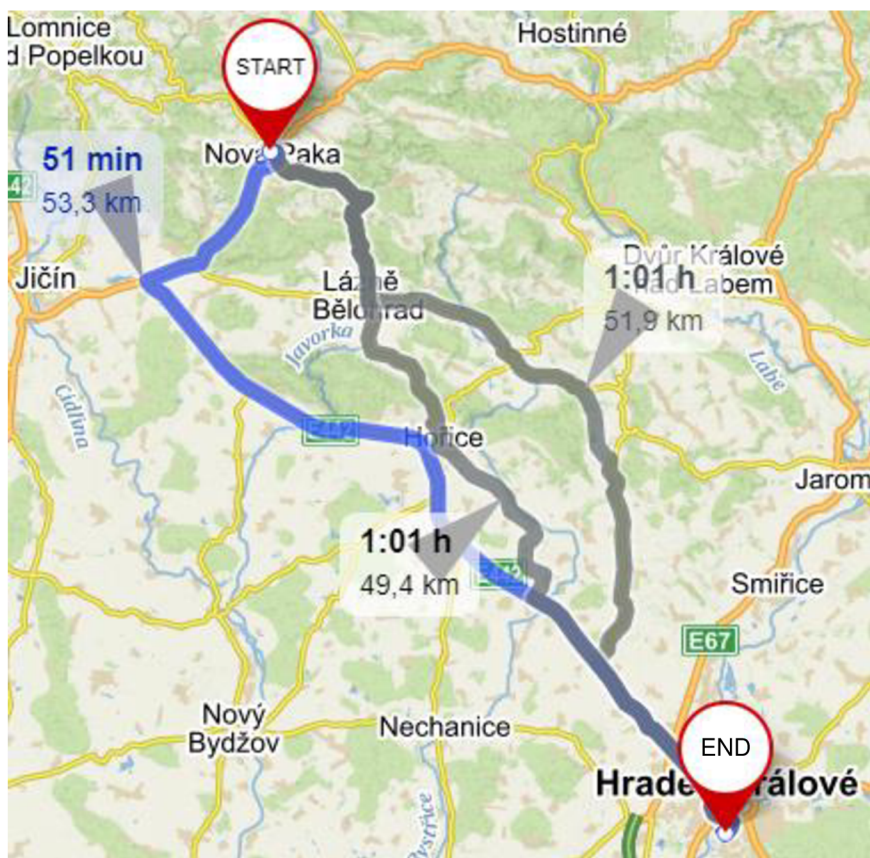 Lomnice
d Popelkou
Hostinné
START
Nová Paka
51 min
53,3 km
42
Jičín
Dvůr Králové
nad Labem
1:01 h
51,9 km
Lázně
Bělohrad
Javorka
Labe
Cidlina
E442
Hořice
Jarom
1:01 h
49,4 km
E442
Smiřice
E67
Nový
Bydžov
Nechanice
END
Hradec Králové
Bystřice